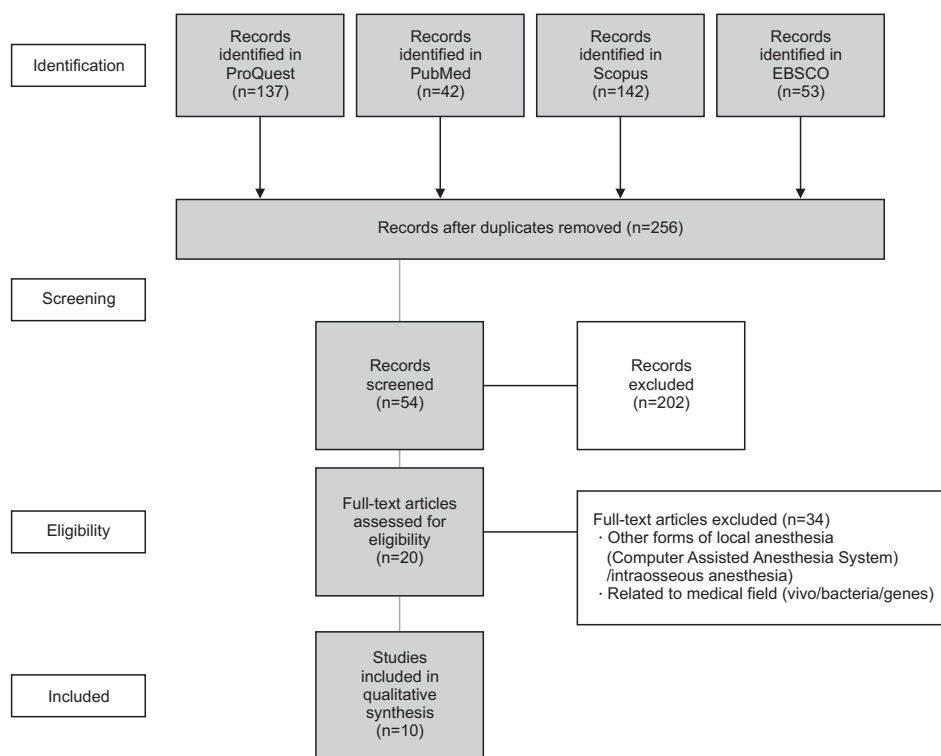 Identification
Records
identified in
ProQuest
(n=137)
Records
identified in
PubMed
(n=42)
Records
identified in
Scopus
(n=142)
Records
identified in
EBSCO
(n=53)
Records after duplicates removed (n=256)
Screening
Records
screened
(n=54)
Records
excluded
(n=202)
Eligibility
Full-text articles
assessed for
eligibility
(n=20)
Full-text articles excluded (n=34)
· Other forms of local anesthesia
(Computer Assisted Anesthesia System)
/intraosseous anesthesia)
· Related to medical field (vivo/bacteria/genes)
Included
Studies
included in
qualitative
synthesis
(n=10)